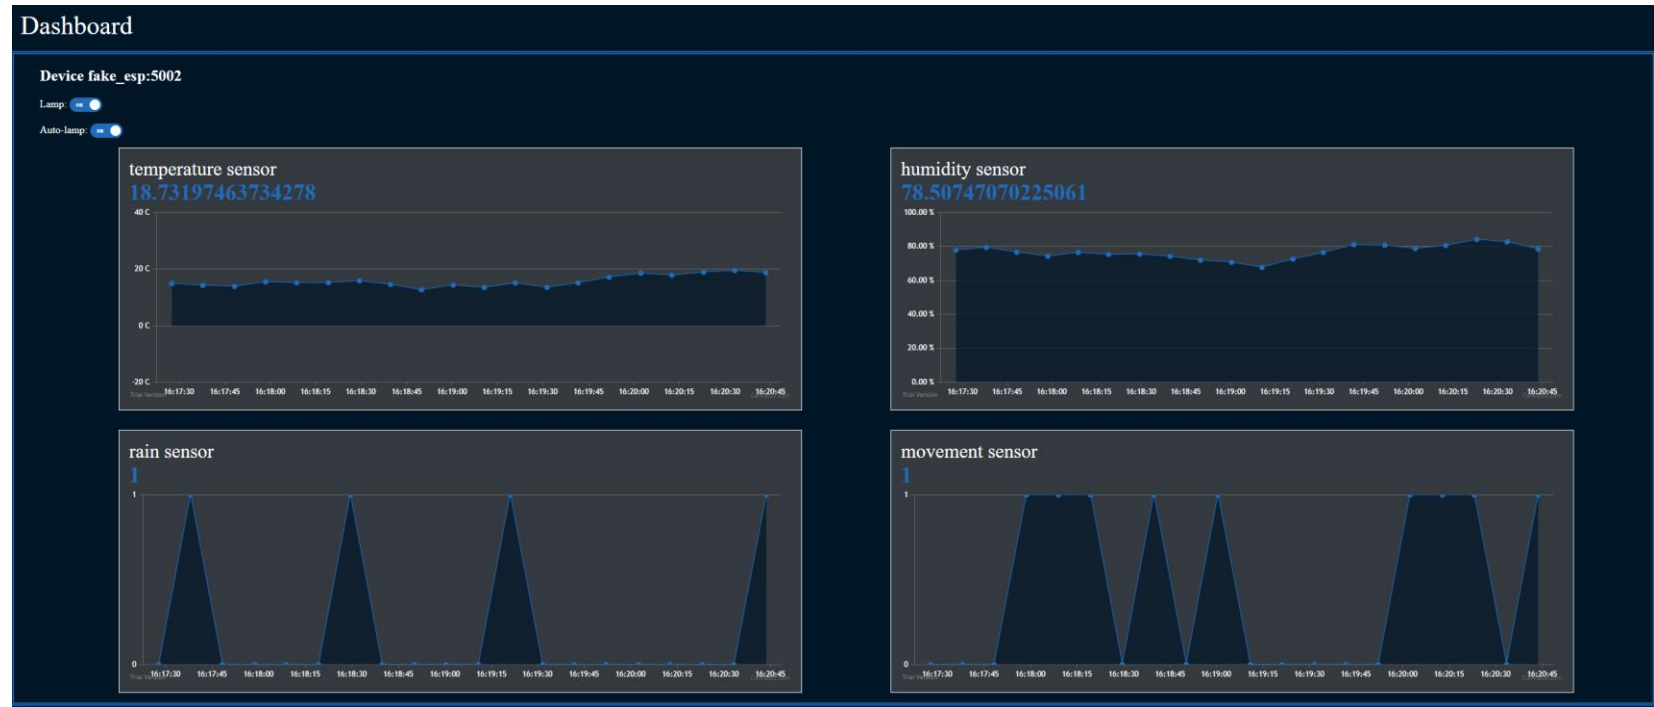 Dashboard
Device fake_esp:5002
Lamp: on
Auto-lamp: on
temperature sensor
18.73197463734278
40 C
20 C
0 C
-20 C
16:17:30 16:17:45 16:18:00 16:18:15 16:18:30 16:18:45 16:19:00 16:19:15 16:19:30 16:19:45 16:20:00 16:20:15 16:20:30 16:20:45
Trial Version
humidity sensor
78.50747070225061
100.00 %
80.00 %
60.00 %
40.00 %
20.00 %
0.00 %
16:17:30 16:17:45 16:18:00 16:18:15 16:18:30 16:18:45 16:19:00 16:19:15 16:19:30 16:19:45 16:20:00 16:20:15 16:20:30 16:20:45
Trial Version
rain sensor
1
1
0
16:17:30 16:17:45 16:18:00 16:18:15 16:18:30 16:18:45 16:19:00 16:19:15 16:19:30 16:19:45 16:20:00 16:20:15 16:20:30 16:20:45
Trial Version
movement sensor
1
1
0
16:17:30 16:17:45 16:18:00 16:18:15 16:18:30 16:18:45 16:19:00 16:19:15 16:19:30 16:19:45 16:20:00 16:20:15 16:20:30 16:20:45
Trial Version